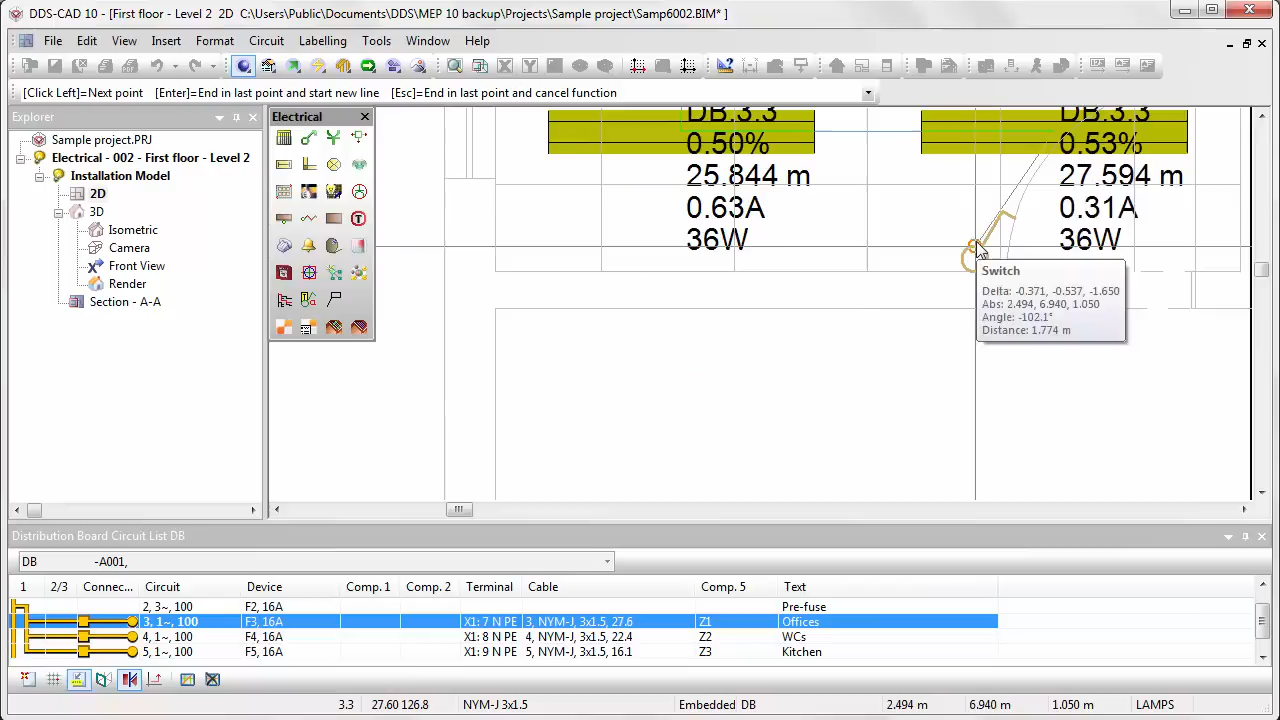 DDS-CAD 10 - [First floor - Level 2  2D  C:\Users\Public\Documents\DDS\MEP 10 backup\Projects\Sample project\Samp6002.BIM* ]
File Edit View Insert Format Circuit Labelling Tools Window Help
[Click Left]=Next point   [Enter]=End in last point and start new line   [Esc]=End in last point and cancel function
Explorer
Sample project.PRJ
Electrical - 002 - First floor - Level 2
Installation Model
2D
3D
Isometric
Camera
Front View
Render
Section - A-A
Electrical
DB.3.3
0.50%
25.844 m
0.63A
36W
DB.3.3
0.53%
27.594 m
0.31A
36W
Switch
Delta: -0.371, -0.537, -1.650
Abs: 2.494, 6.940, 1.050
Angle: -102.1°
Distance: 1.774 m
Distribution Board Circuit List DB
DB -A001,
1 2/3 Connec... Circuit Device Comp. 1 Comp. 2 Terminal Cable Comp. 5 Text
2, 3~, 100 Pre-fuse F2, 16A
3, 1~, 100 F3, 16A X1: 7 N PE 3, NYM-J, 3x1.5, 27.6 Z1 Offices
4, 1~, 100 F4, 16A X1: 8 N PE 4, NYM-J, 3x1.5, 22.4 Z2 WCs
5, 1~, 100 F5, 16A X1: 9 N PE 5, NYM-J, 3x1.5, 16.1 Z3 Kitchen
3.3 27.60 126.8 NYM-J 3x1.5 Embedded DB 2.494 m 6.940 m 1.050 m LAMPS